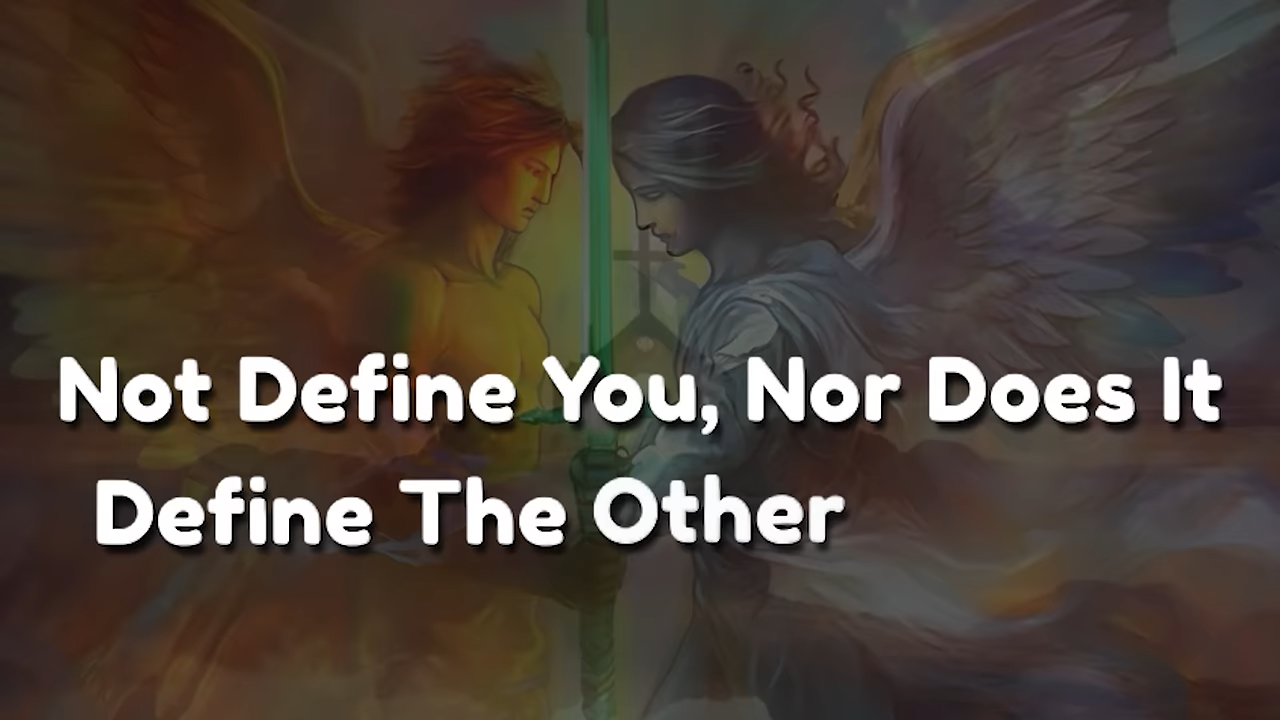 Not Define You, Nor Does It
Define The Other